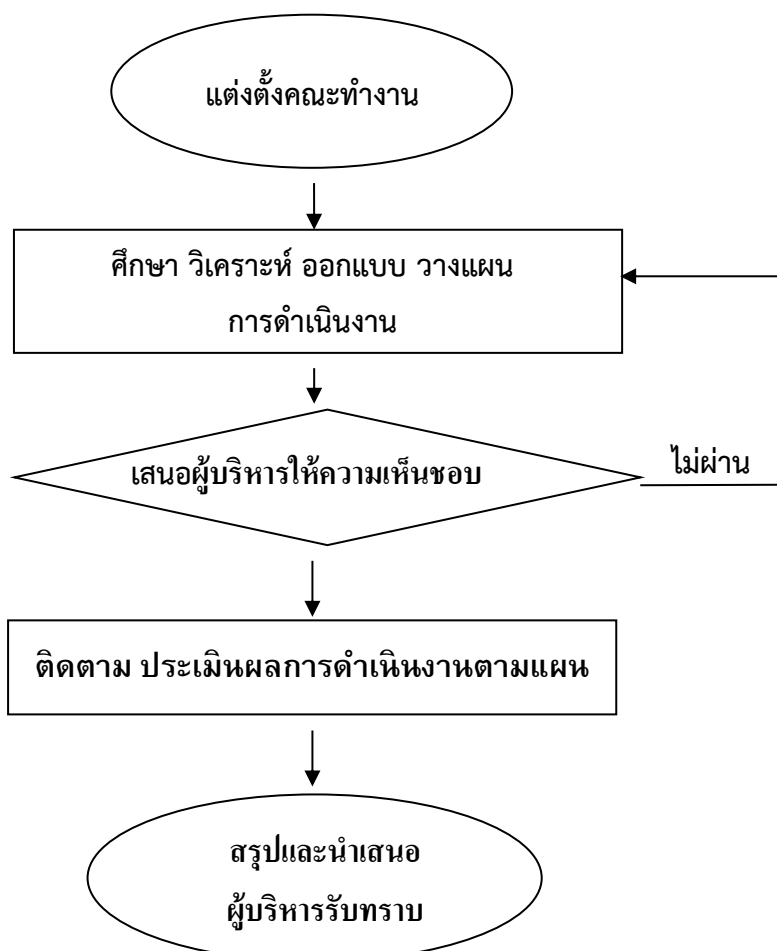 แต่งตั้งคณะทำงาน
ศึกษา วิเคราะห์ ออกแบบ วางแผน
การดำเนินงาน
เสนอผู้บริหารให้ความเห็นชอบ
ไม่ผ่าน
ติดตาม ประเมินผลการดำเนินงานตามแผน
สรุปและนำเสนอ
ผู้บริหารรับทราบ